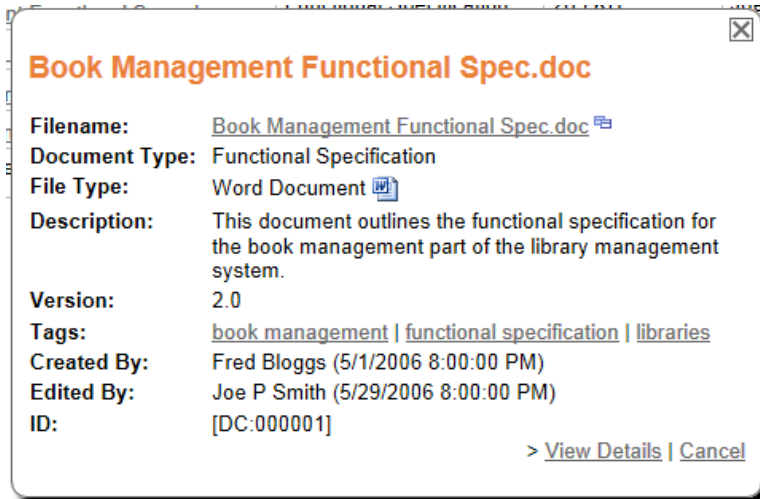 Book Management Functional Spec.doc
Filename: Book Management Functional Spec.doc
Document Type: Functional Specification
File Type: Word Document
Description: This document outlines the functional specification for
the book management part of the library management
system.
Version: 2.0
Tags: book management | functional specification | libraries
Created By: Fred Bloggs (5/1/2006 8:00:00 PM)
Edited By: Joe P Smith (5/29/2006 8:00:00 PM)
ID: [DC:000001]
> View Details | Cancel